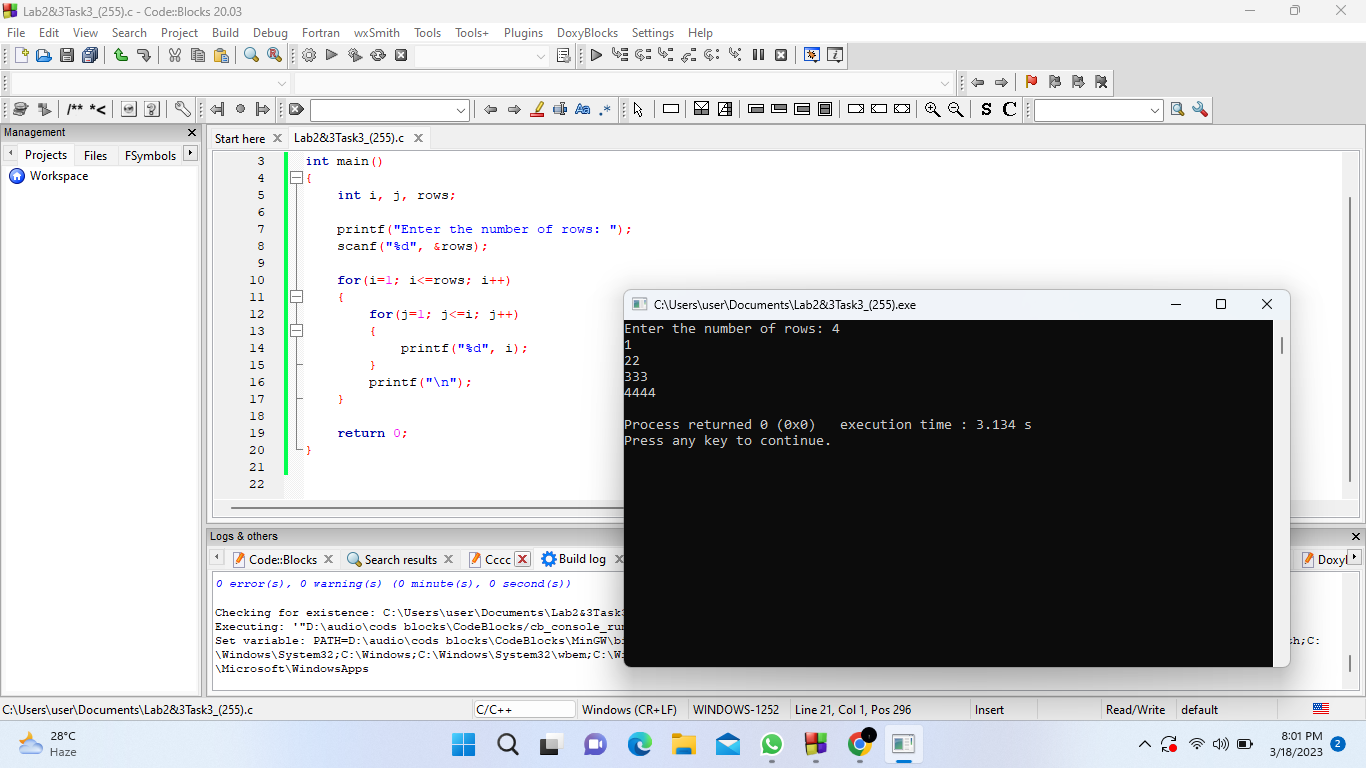 Lab2&3Task3_(255).c - Code::Blocks 20.03
File Edit View Search Project Build Debug Fortran wxSmith Tools Tools+ Plugins DoxyBlocks Settings Help
/** *<
Aa .* S C
Management
Projects Files FSymbols
Workspace
Start here Lab2&3Task3_(255).c
3 int main()
4 {
5 int i, j, rows;
6
7 printf("Enter the number of rows: ");
8 scanf("%d", &rows);
9
10 for(i=1; i<=rows; i++)
11 {
12 for(j=1; j<=i; j++)
13 {
14 printf("%d", i);
15 }
16 printf("\n");
17 }
18
19 return 0;
20 }
21
22
C:\Users\user\Documents\Lab2&3Task3_(255).exe
Enter the number of rows: 4
1
22
333
4444
Process returned 0 (0x0) execution time : 3.134 s
Press any key to continue.
Logs & others
Code::Blocks Search results Cccc Build log Doxyl
0 error(s), 0 warning(s) (0 minute(s), 0 second(s))
Checking for existence: C:\Users\user\Documents\Lab2&3Task3
Executing: '"D:\audio\cods blocks\CodeBlocks/cb_console_ru
Set variable: PATH=D:\audio\cods blocks\CodeBlocks\MinGW\b h;C:
\Windows\System32;C:\Windows;C:\Windows\System32\wbem;C:\W
\Microsoft\WindowsApps
C:\Users\user\Documents\Lab2&3Task3_(255).c C/C++ Windows (CR+LF) WINDOWS-1252 Line 21, Col 1, Pos 296 Insert Read/Write default
28°C
Haze
8:01 PM
3/18/2023
2